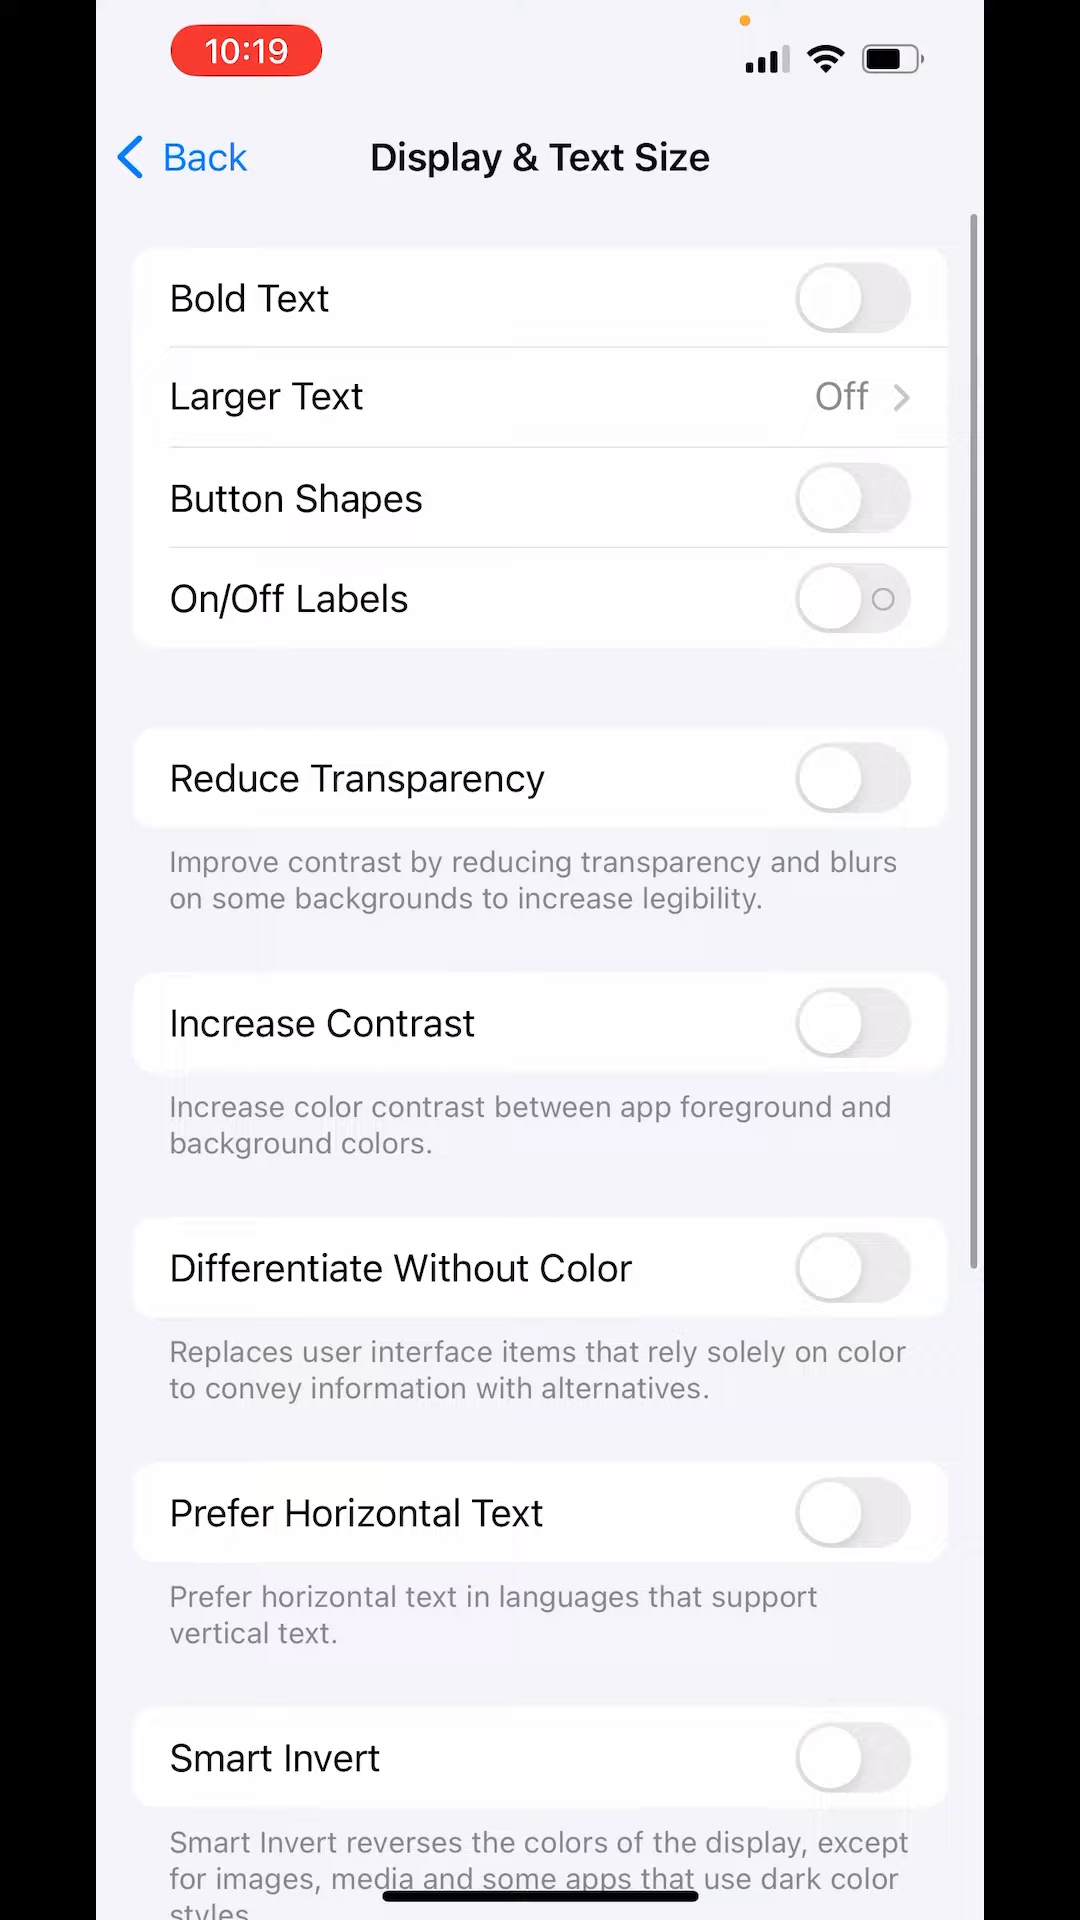 10:19
Back
Display & Text Size
Bold Text
Larger Text
Off
Button Shapes
On/Off Labels
Reduce Transparency
Improve contrast by reducing transparency and blurs
on some backgrounds to increase legibility.
Increase Contrast
Increase color contrast between app foreground and
background colors.
Differentiate Without Color
Replaces user interface items that rely solely on color
to convey information with alternatives.
Prefer Horizontal Text
Prefer horizontal text in languages that support
vertical text.
Smart Invert
Smart Invert reverses the colors of the display, except
for images, media and some apps that use dark color
styles.